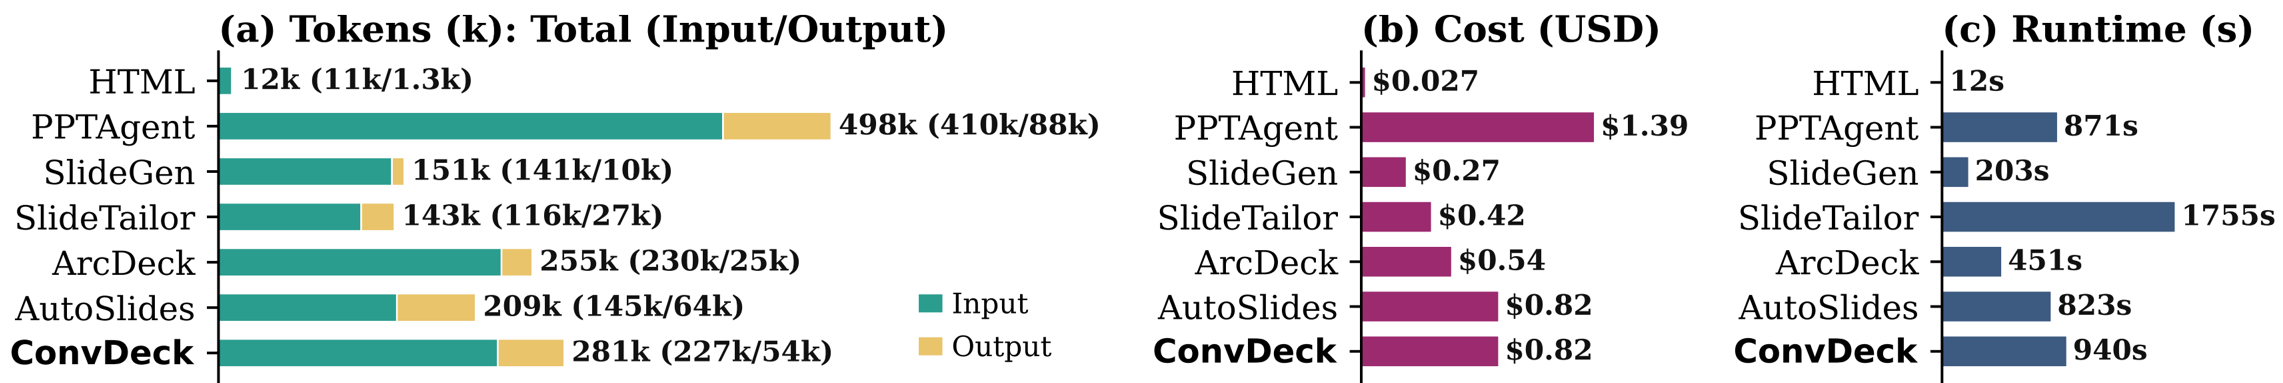 (a) Tokens (k): Total (Input/Output)
HTML 12k (11k/1.3k)
PPTAgent 498k (410k/88k)
SlideGen 151k (141k/10k)
SlideTailor 143k (116k/27k)
ArcDeck 255k (230k/25k)
AutoSlides 209k (145k/64k)
ConvDeck 281k (227k/54k)
Input
Output
(b) Cost (USD)
HTML $0.027
PPTAgent $1.39
SlideGen $0.27
SlideTailor $0.42
ArcDeck $0.54
AutoSlides $0.82
ConvDeck $0.82
(c) Runtime (s)
HTML 12s
PPTAgent 871s
SlideGen 203s
SlideTailor 1755s
ArcDeck 451s
AutoSlides 823s
ConvDeck 940s